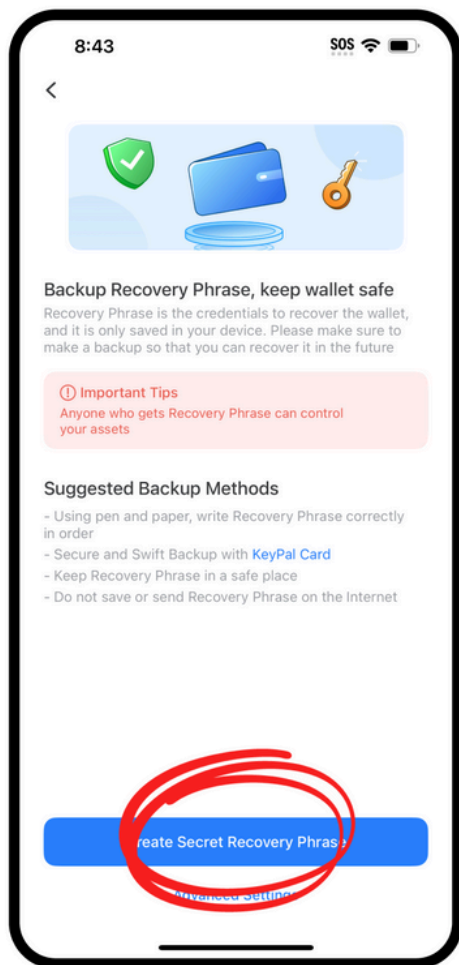 8:43
SOS
Backup Recovery Phrase, keep wallet safe
Recovery Phrase is the credentials to recover the wallet,
and it is only saved in your device. Please make sure to
make a backup so that you can recover it in the future
Important Tips
Anyone who gets Recovery Phrase can control
your assets
Suggested Backup Methods
- Using pen and paper, write Recovery Phrase correctly
in order
- Secure and Swift Backup with KeyPal Card
- Keep Recovery Phrase in a safe place
- Do not save or send Recovery Phrase on the Internet
Create Secret Recovery Phrase
Advanced Settings